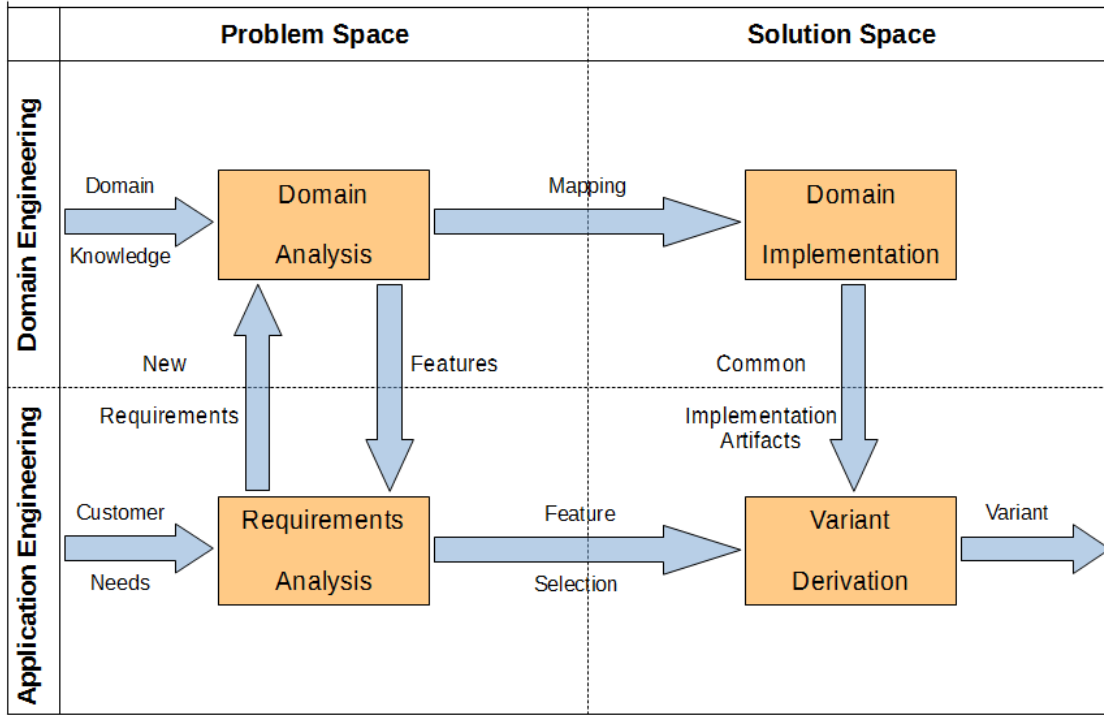 Problem Space
Solution Space
Domain Engineering
Domain
Knowledge
Domain
Analysis
Mapping
Domain
Implementation
New
Requirements
Features
Common
Implementation
Artifacts
Application Engineering
Customer
Needs
Requirements
Analysis
Feature
Selection
Variant
Derivation
Variant